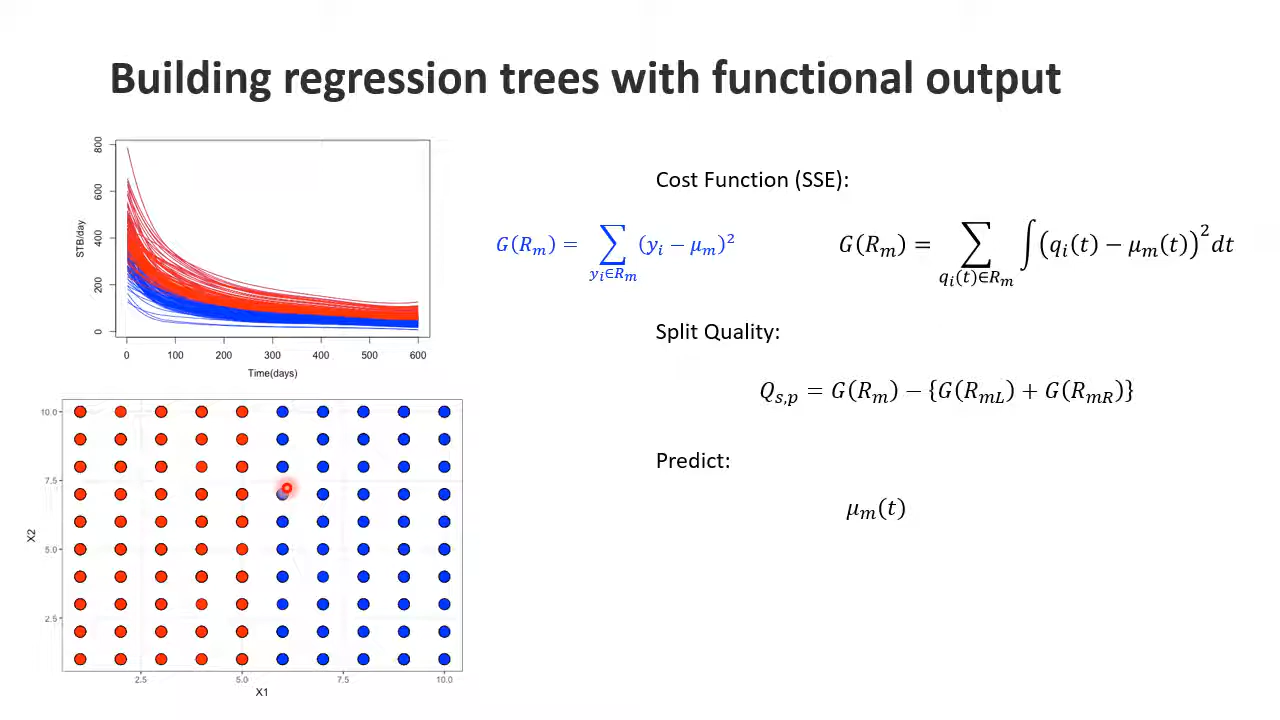 Building regression trees with functional output
800
600
400
200
0
STB/day
0 100 200 300 400 500 600
Time(days)
10.0
7.5
5.0
2.5
X2
2.5 5.0 7.5 10.0
X1
Cost Function (SSE):
G(R_m) = ∑_{y_i∈R_m} (y_i − μ_m)^2
G(R_m) = ∑_{q_i(t)∈R_m} ∫(q_i(t) − μ_m(t))^2 dt
Split Quality:
Q_{s,p} = G(R_m) − {G(R_{mL}) + G(R_{mR})}
Predict:
μ_m(t)